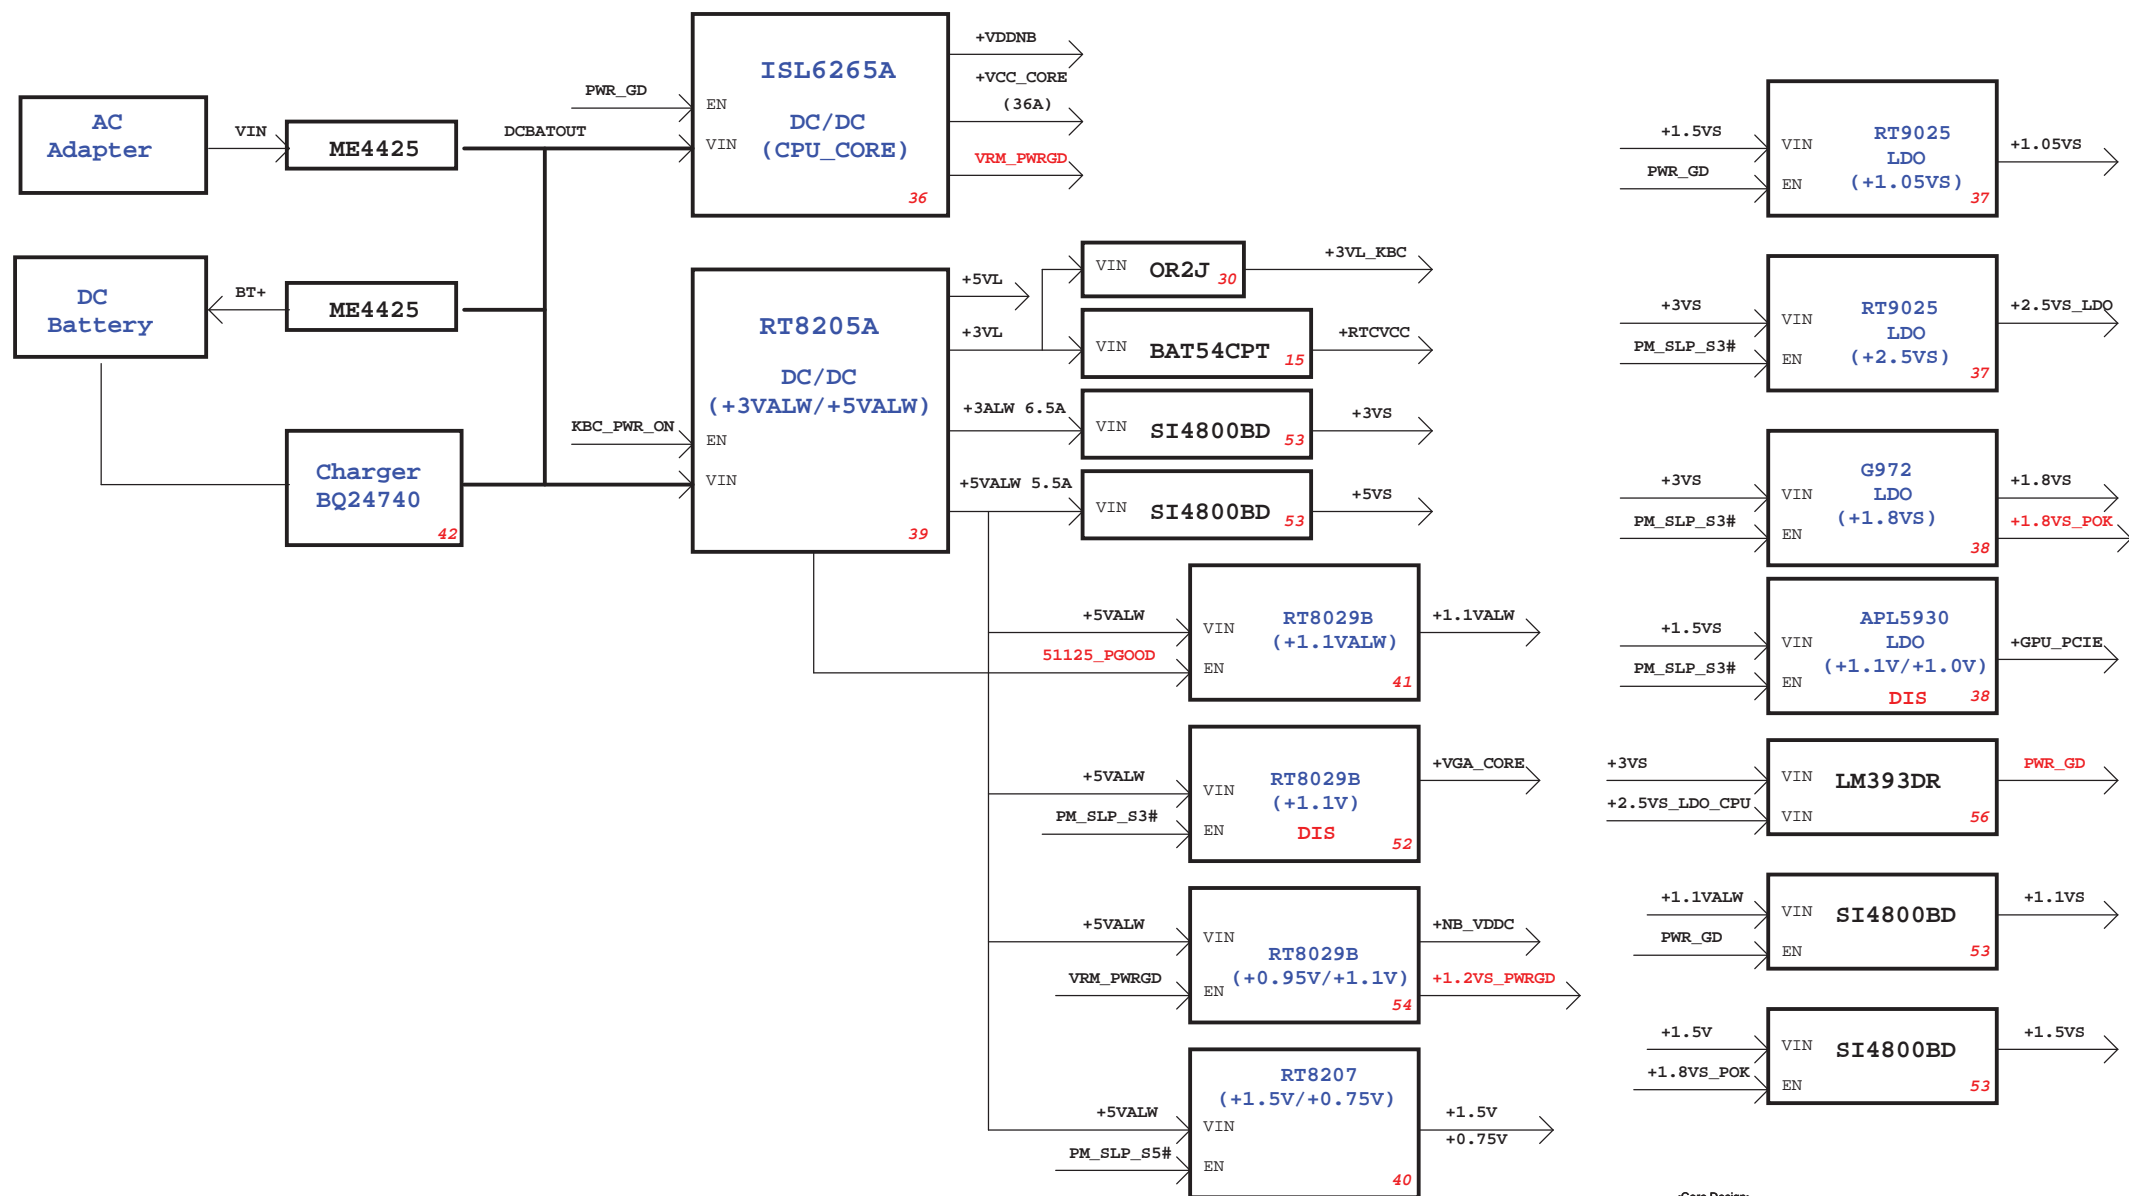 AC
Adapter
VIN
ME4425
DCBATOUT
DC
Battery
BT+
ME4425
Charger
BQ24740
42
PWR_GD
EN
VIN
ISL6265A
DC/DC
(CPU_CORE)
36
+VDDNB
+VCC_CORE
(36A)
VRM_PWRGD
KBC_PWR_ON
EN
VIN
RT8205A
DC/DC
(+3VALW/+5VALW)
39
+5VL
+3VL
+3ALW 6.5A
+5VALW 5.5A
VIN
OR2J
30
+3VL_KBC
VIN
BAT54CPT
15
+RTCVCC
VIN
SI4800BD
53
+3VS
VIN
SI4800BD
53
+5VS
+5VALW
51125_PGOOD
VIN
EN
RT8029B
(+1.1VALW)
41
+1.1VALW
+5VALW
PM_SLP_S3#
VIN
EN
RT8029B
(+1.1V)
DIS
52
+VGA_CORE
+5VALW
VRM_PWRGD
VIN
EN
RT8029B
(+0.95V/+1.1V)
54
+NB_VDDC
+1.2VS_PWRGD
+5VALW
PM_SLP_S5#
VIN
EN
RT8207
(+1.5V/+0.75V)
40
+1.5V
+0.75V
+1.5VS
PWR_GD
VIN
EN
RT9025
LDO
(+1.05VS)
37
+1.05VS
+3VS
PM_SLP_S3#
VIN
EN
RT9025
LDO
(+2.5VS)
37
+2.5VS_LDO
+3VS
PM_SLP_S3#
VIN
EN
G972
LDO
(+1.8VS)
38
+1.8VS
+1.8VS_POK
+1.5VS
PM_SLP_S3#
VIN
EN
APL5930
LDO
(+1.1V/+1.0V)
DIS
38
+GPU_PCIE
+3VS
+2.5VS_LDO_CPU
VIN
VIN
LM393DR
56
PWR_GD
+1.1VALW
PWR_GD
VIN
EN
SI4800BD
53
+1.1VS
+1.5V
+1.8VS_POK
VIN
EN
SI4800BD
53
+1.5VS